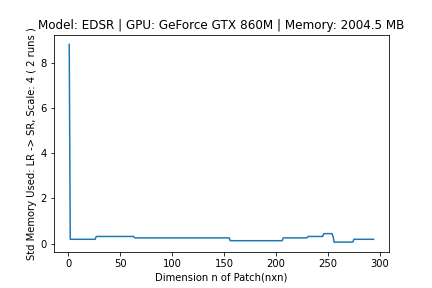 Model: EDSR | GPU: GeForce GTX 860M | Memory: 2004.5 MB
Std Memory Used: LR -> SR, Scale: 4 ( 2 runs )
8
6
4
2
0
0 50 100 150 200 250 300
Dimension n of Patch(nxn)